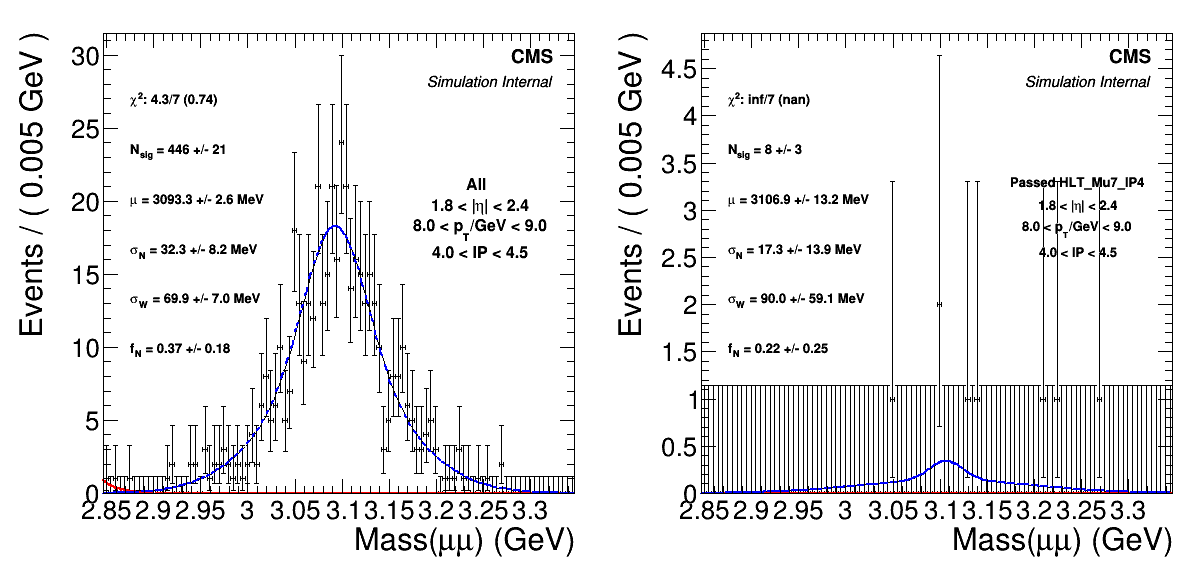 Events / ( 0.005 GeV )
30
25
20
15
10
5
0
CMS
Simulation Internal
χ²: 4.3/7 (0.74)
N_sig = 446 +/- 21
μ = 3093.3 +/- 2.6 MeV
σ_N = 32.3 +/- 8.2 MeV
σ_W = 69.9 +/- 7.0 MeV
f_N = 0.37 +/- 0.18
All
1.8 < |η| < 2.4
8.0 < p_T/GeV < 9.0
4.0 < IP < 4.5
2.85 2.9 2.95 3 3.05 3.1 3.15 3.2 3.25 3.3
Mass(μμ) (GeV)
Events / ( 0.005 GeV )
4.5
4
3.5
3
2.5
2
1.5
1
0.5
0
CMS
Simulation Internal
χ²: inf/7 (nan)
N_sig = 8 +/- 3
μ = 3106.9 +/- 13.2 MeV
σ_N = 17.3 +/- 13.9 MeV
σ_W = 90.0 +/- 59.1 MeV
f_N = 0.22 +/- 0.25
Passed HLT_Mu7_IP4
1.8 < |η| < 2.4
8.0 < p_T/GeV < 9.0
4.0 < IP < 4.5
2.85 2.9 2.95 3 3.05 3.1 3.15 3.2 3.25 3.3
Mass(μμ) (GeV)